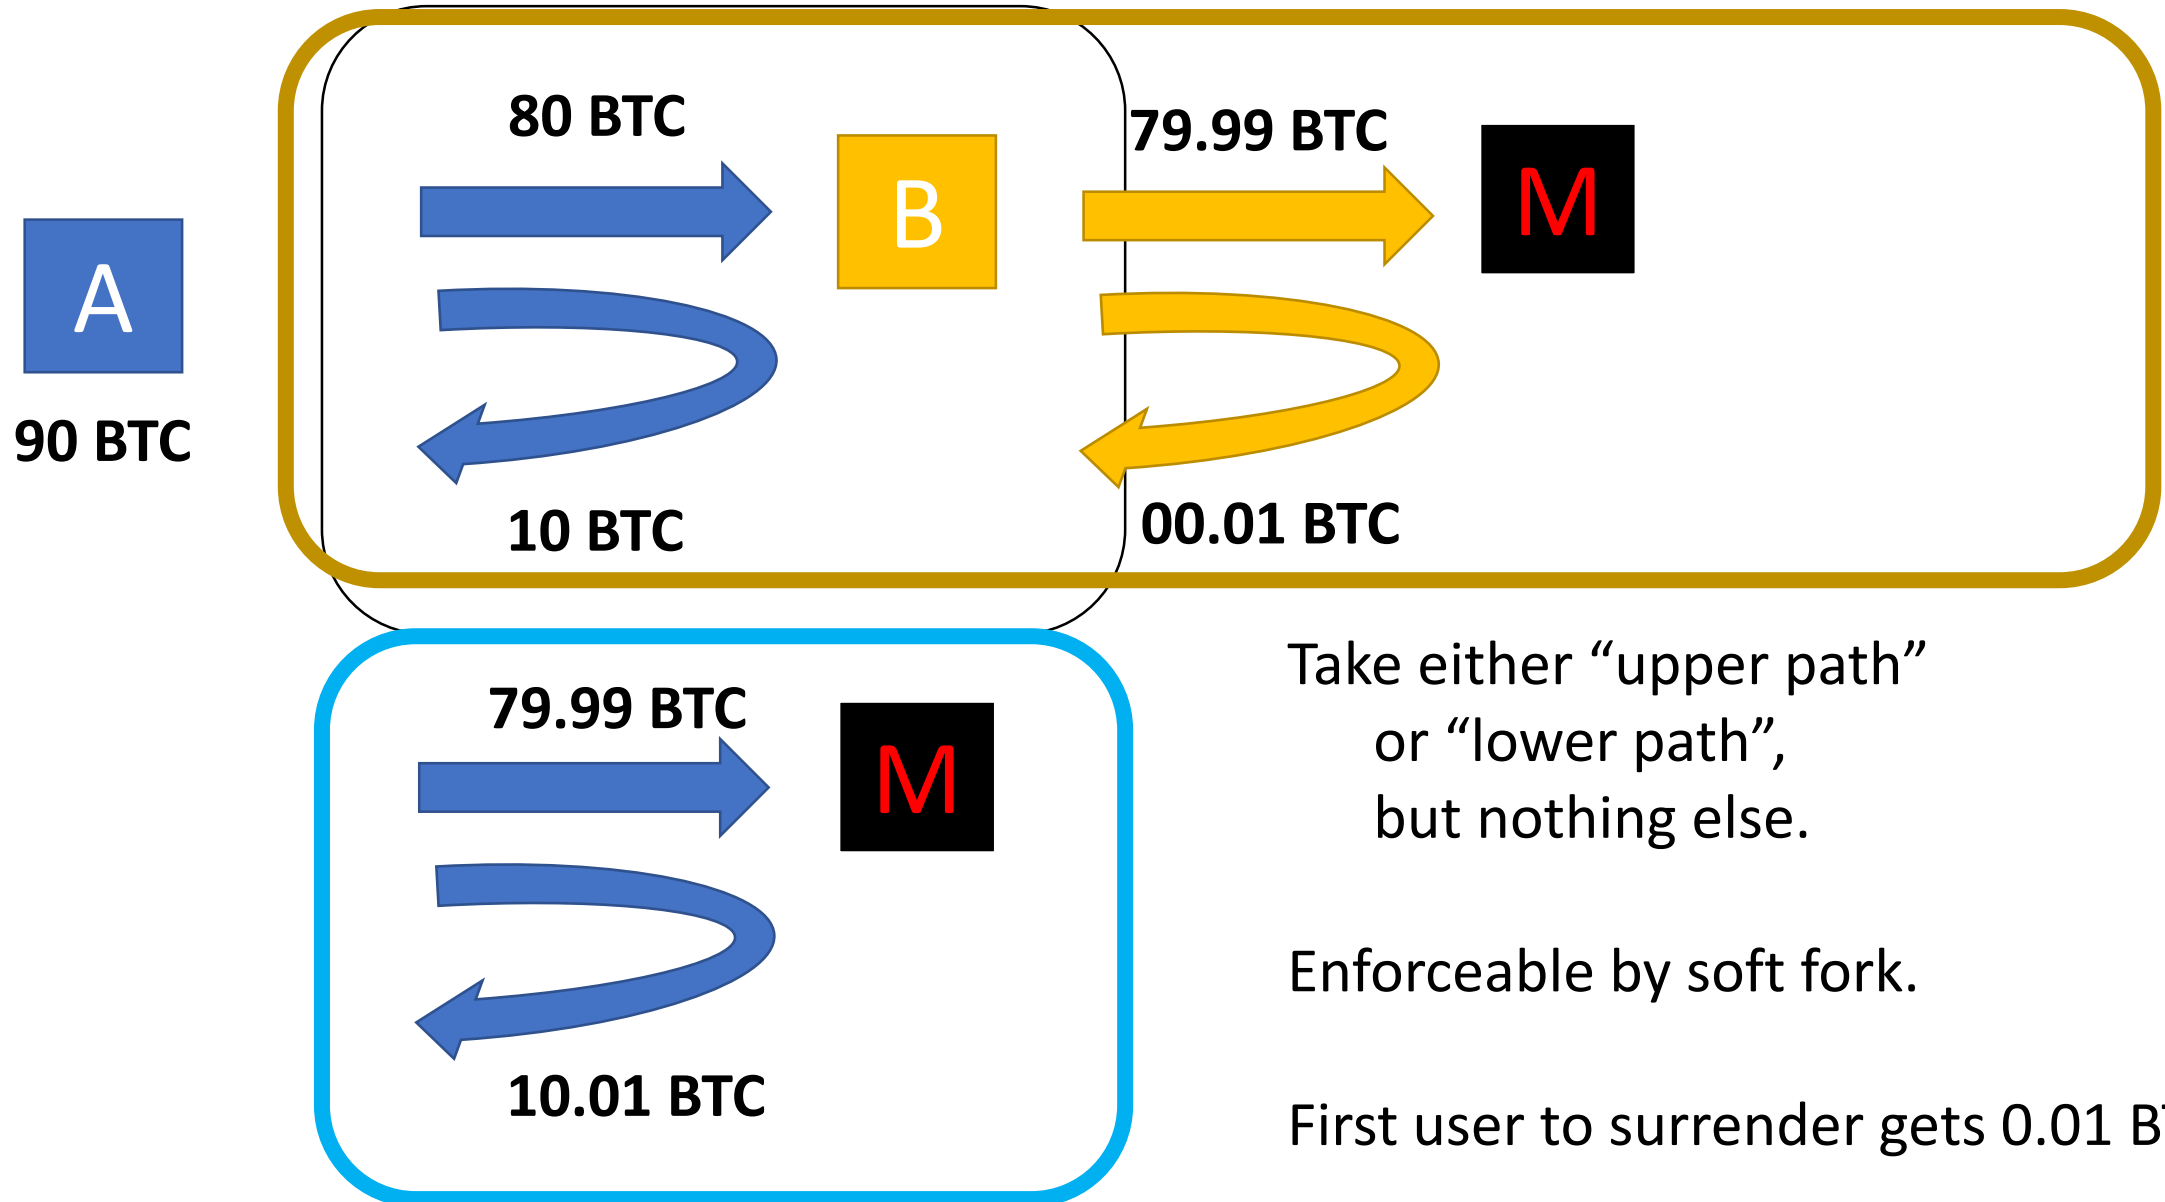 80 BTC
79.99 BTC
B
M
A
90 BTC
10 BTC
00.01 BTC
Take either “upper path”
or “lower path”,
but nothing else.
79.99 BTC
M
Enforceable by soft fork.
10.01 BTC
First user to surrender gets 0.01